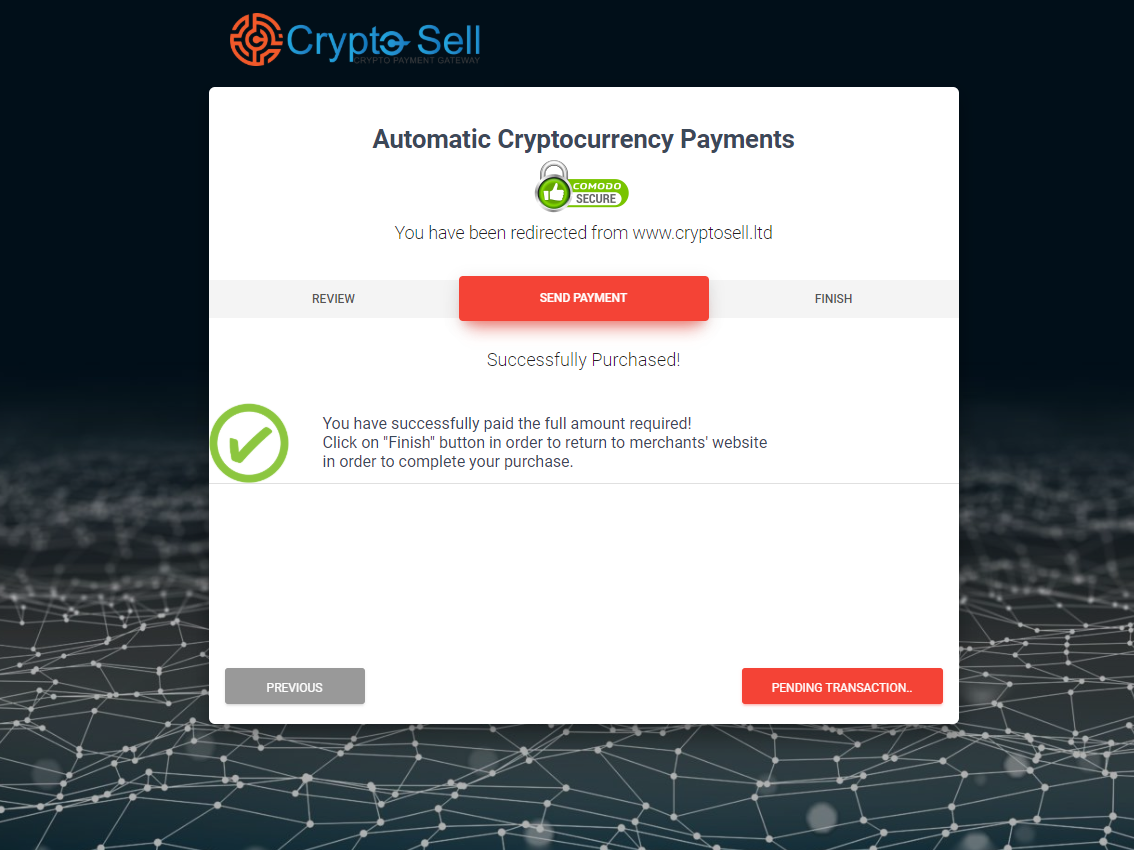 Crypto Sell
CRYPTO PAYMENT GATEWAY
Automatic Cryptocurrency Payments
COMODO
SECURE
You have been redirected from www.cryptosell.ltd
REVIEW
SEND PAYMENT
FINISH
Successfully Purchased!
You have successfully paid the full amount required!
Click on "Finish" button in order to return to merchants' website
in order to complete your purchase.
PREVIOUS
PENDING TRANSACTION..